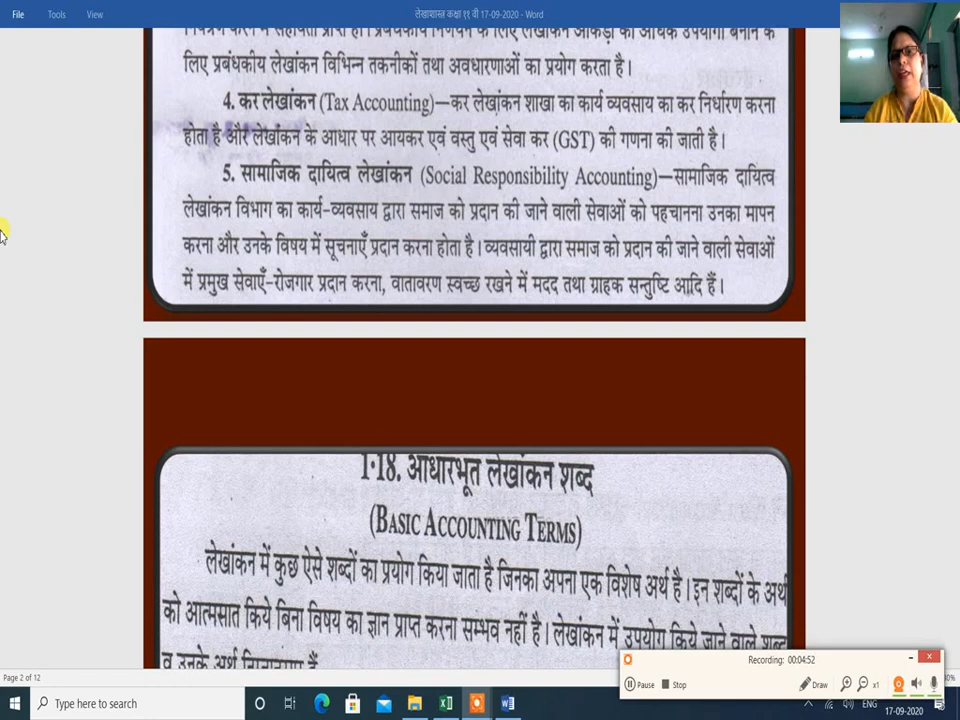 File Tools View लेखाशास्त्र कक्षा ११ वी 17-09-2020 - Word
लिए प्रबंधकीय लेखांकन विभिन्न तकनीकों तथा अवधारणाओं का प्रयोग करता है।
4. कर लेखांकन (Tax Accounting)—कर लेखांकन शाखा का कार्य व्यवसाय का कर निर्धारण करना
होता है और लेखांकन के आधार पर आयकर एवं वस्तु एवं सेवा कर (GST) की गणना की जाती है।
5. सामाजिक दायित्व लेखांकन (Social Responsibility Accounting)—सामाजिक दायित्व
लेखांकन विभाग का कार्य-व्यवसाय द्वारा समाज को प्रदान की जाने वाली सेवाओं को पहचानना उनका मापन
करना और उनके विषय में सूचनाएँ प्रदान करना होता है। व्यवसायी द्वारा समाज को प्रदान की जाने वाली सेवाओं
में प्रमुख सेवाएँ-रोजगार प्रदान करना, वातावरण स्वच्छ रखने में मदद तथा ग्राहक सन्तुष्टि आदि हैं।
1·18. आधारभूत लेखांकन शब्द
(BASIC ACCOUNTING TERMS)
लेखांकन में कुछ ऐसे शब्दों का प्रयोग किया जाता है जिनका अपना एक विशेष अर्थ है। इन शब्दों के अर्थ
को आत्मसात किये बिना विषय का ज्ञान प्राप्त करना सम्भव नहीं है। लेखांकन में उपयोग किये जाने वाले शब्द
व उनके अर्थ
Recording: 00:04:52
Pause Stop Draw x1
Page 2 of 12
Type here to search
ENG 17-09-2020